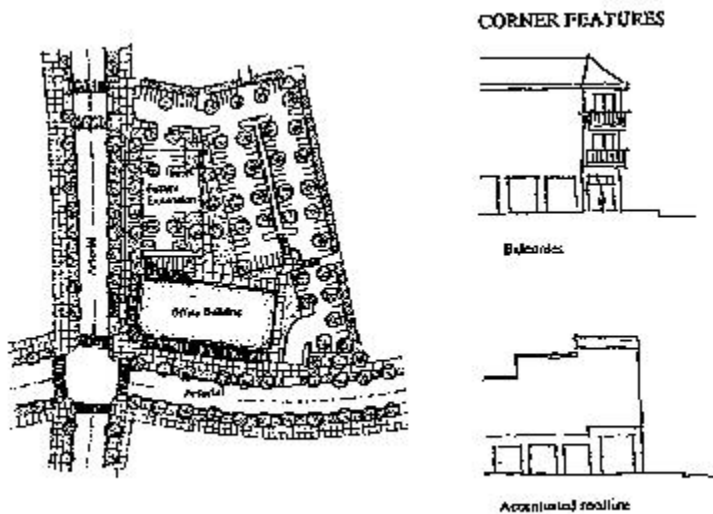 CORNER FEATURES
Future
Expansion
Arterial
Office Building
Arterial
Balconies
Accentuated roofline